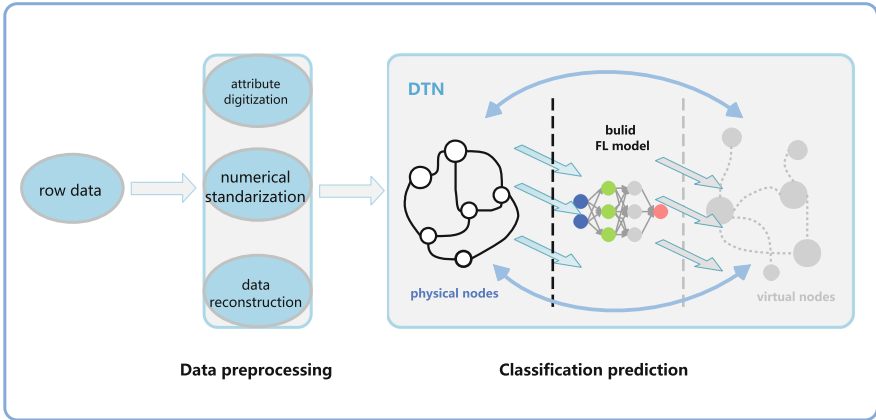 row data
attribute
digitization
numerical
standarization
data
reconstruction
DTN
bulid
FL model
physical nodes
virtual nodes
Data preprocessing
Classification prediction